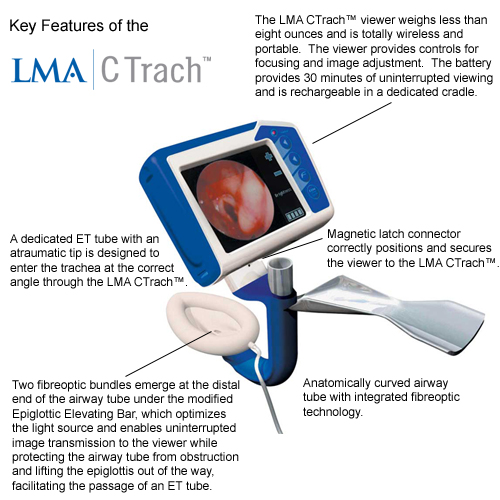 Key Features of the
LMA | C Trach™
The LMA CTrach™ viewer weighs less than
eight ounces and is totally wireless and
portable. The viewer provides controls for
focusing and image adjustment. The battery
provides 30 minutes of uninterrupted viewing
and is rechargeable in a dedicated cradle.
A dedicated ET tube with an
atraumatic tip is designed to
enter the trachea at the correct
angle through the LMA CTrach™.
Magnetic latch connector
correctly positions and secures
the viewer to the LMA CTrach™.
Two fibreoptic bundles emerge at the distal
end of the airway tube under the modified
Epiglottic Elevating Bar, which optimizes
the light source and enables uninterrupted
image transmission to the viewer while
protecting the airway tube from obstruction
and lifting the epiglottis out of the way,
facilitating the passage of an ET tube.
Anatomically curved airway
tube with integrated fibreoptic
technology.